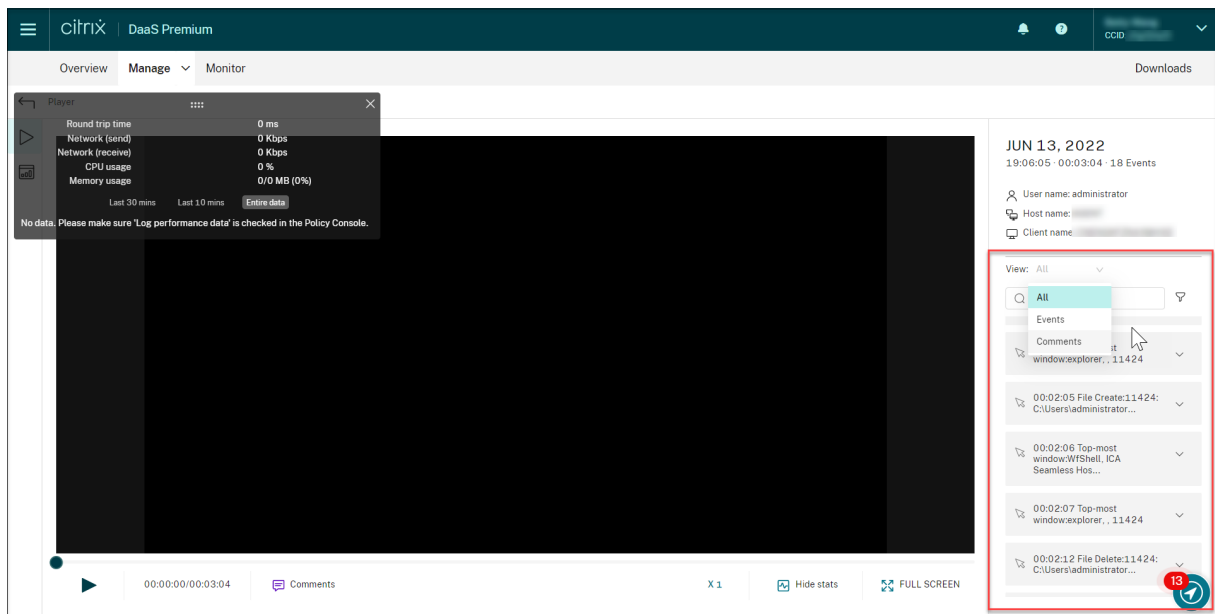 citrix DaaS Premium
CCID
Overview Manage Monitor Downloads
Player
Round trip time 0 ms
Network (send) 0 Kbps
Network (receive) 0 Kbps
CPU usage 0 %
Memory usage 0/0 MB (0%)
Last 30 mins Last 10 mins Entire data
No data. Please make sure 'Log performance data' is checked in the Policy Console.
JUN 13, 2022
19:06:05 · 00:03:04 · 18 Events
User name: administrator
Host name:
Client name
View: All
All
Events
Comments
window:explorer, , 11424
00:02:05 File Create:11424:
C:\Users\administrator...
00:02:06 Top-most
window:WfShell, ICA
Seamless Hos...
00:02:07 Top-most
window:explorer, , 11424
00:02:12 File Delete:11424:
C:\Users\administrator...
13
00:00:00/00:03:04 Comments X 1 Hide stats FULL SCREEN